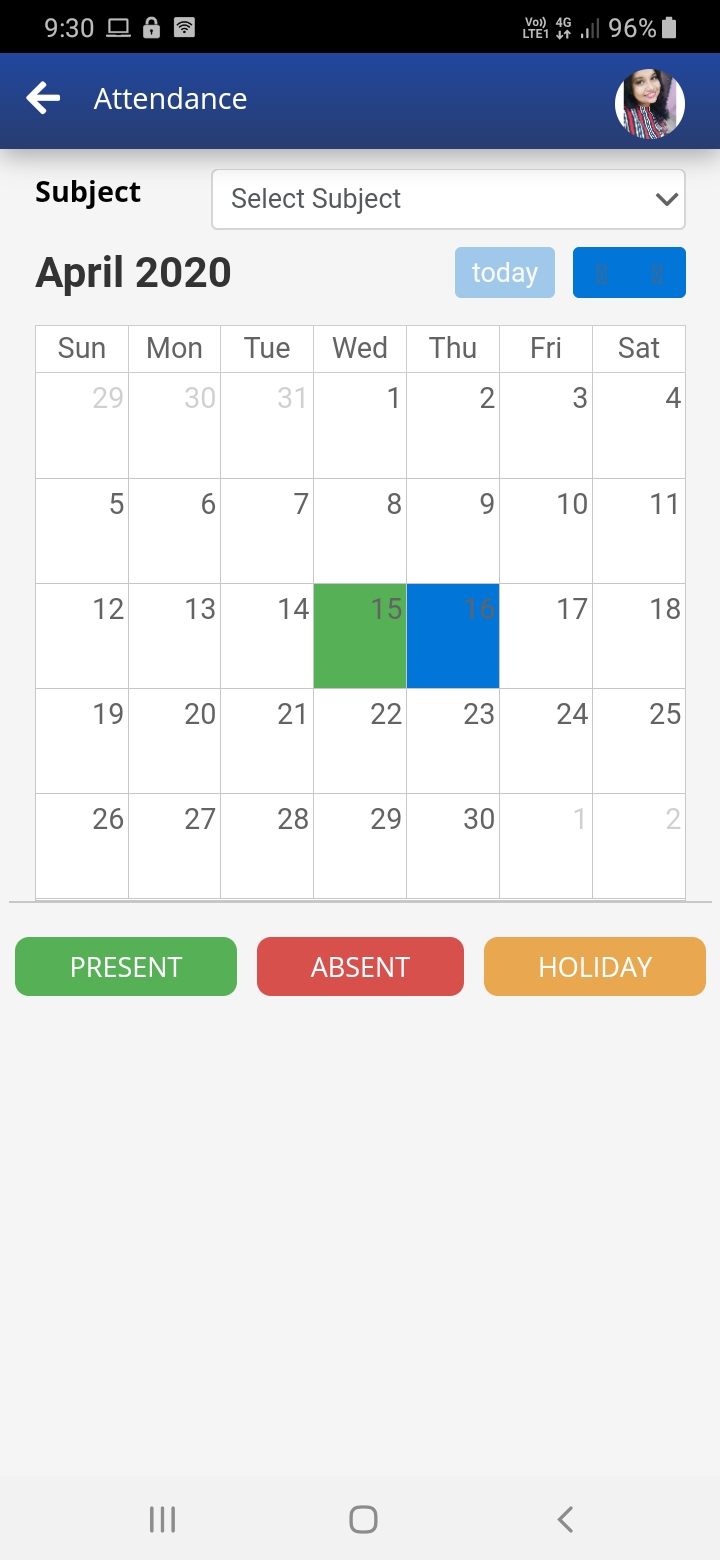 9:30 Vo)) LTE1 4G 96%
Attendance
Subject Select Subject
April 2020 today
Sun Mon Tue Wed Thu Fri Sat
29 30 31 1 2 3 4
5 6 7 8 9 10 11
12 13 14 15 16 17 18
19 20 21 22 23 24 25
26 27 28 29 30 1 2
PRESENT ABSENT HOLIDAY